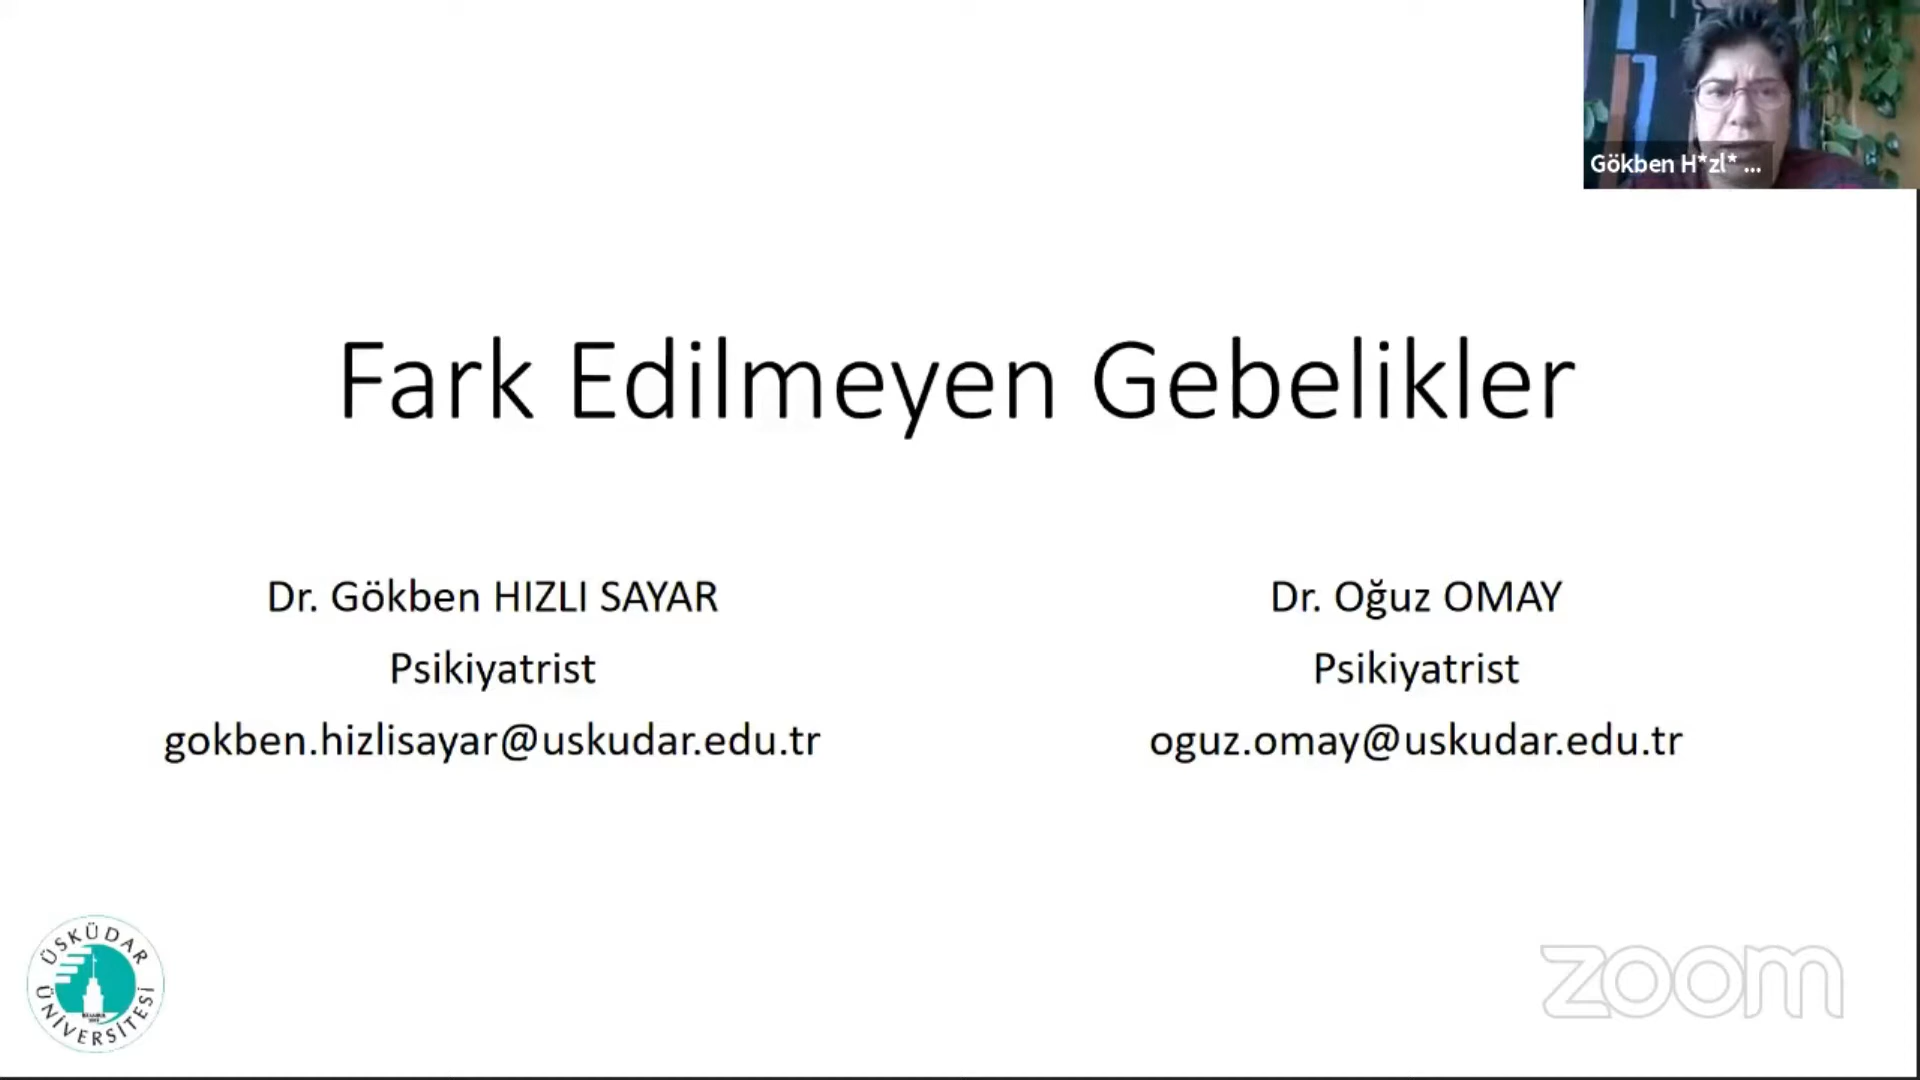 Gökben H*zl* ...
Fark Edilmeyen Gebelikler
Dr. Gökben HIZLI SAYAR
Psikiyatrist
gokben.hizlisayar@uskudar.edu.tr
Dr. Oğuz OMAY
Psikiyatrist
oguz.omay@uskudar.edu.tr
ÜSKÜDAR
ÜNİVERSİTESİ
zoom